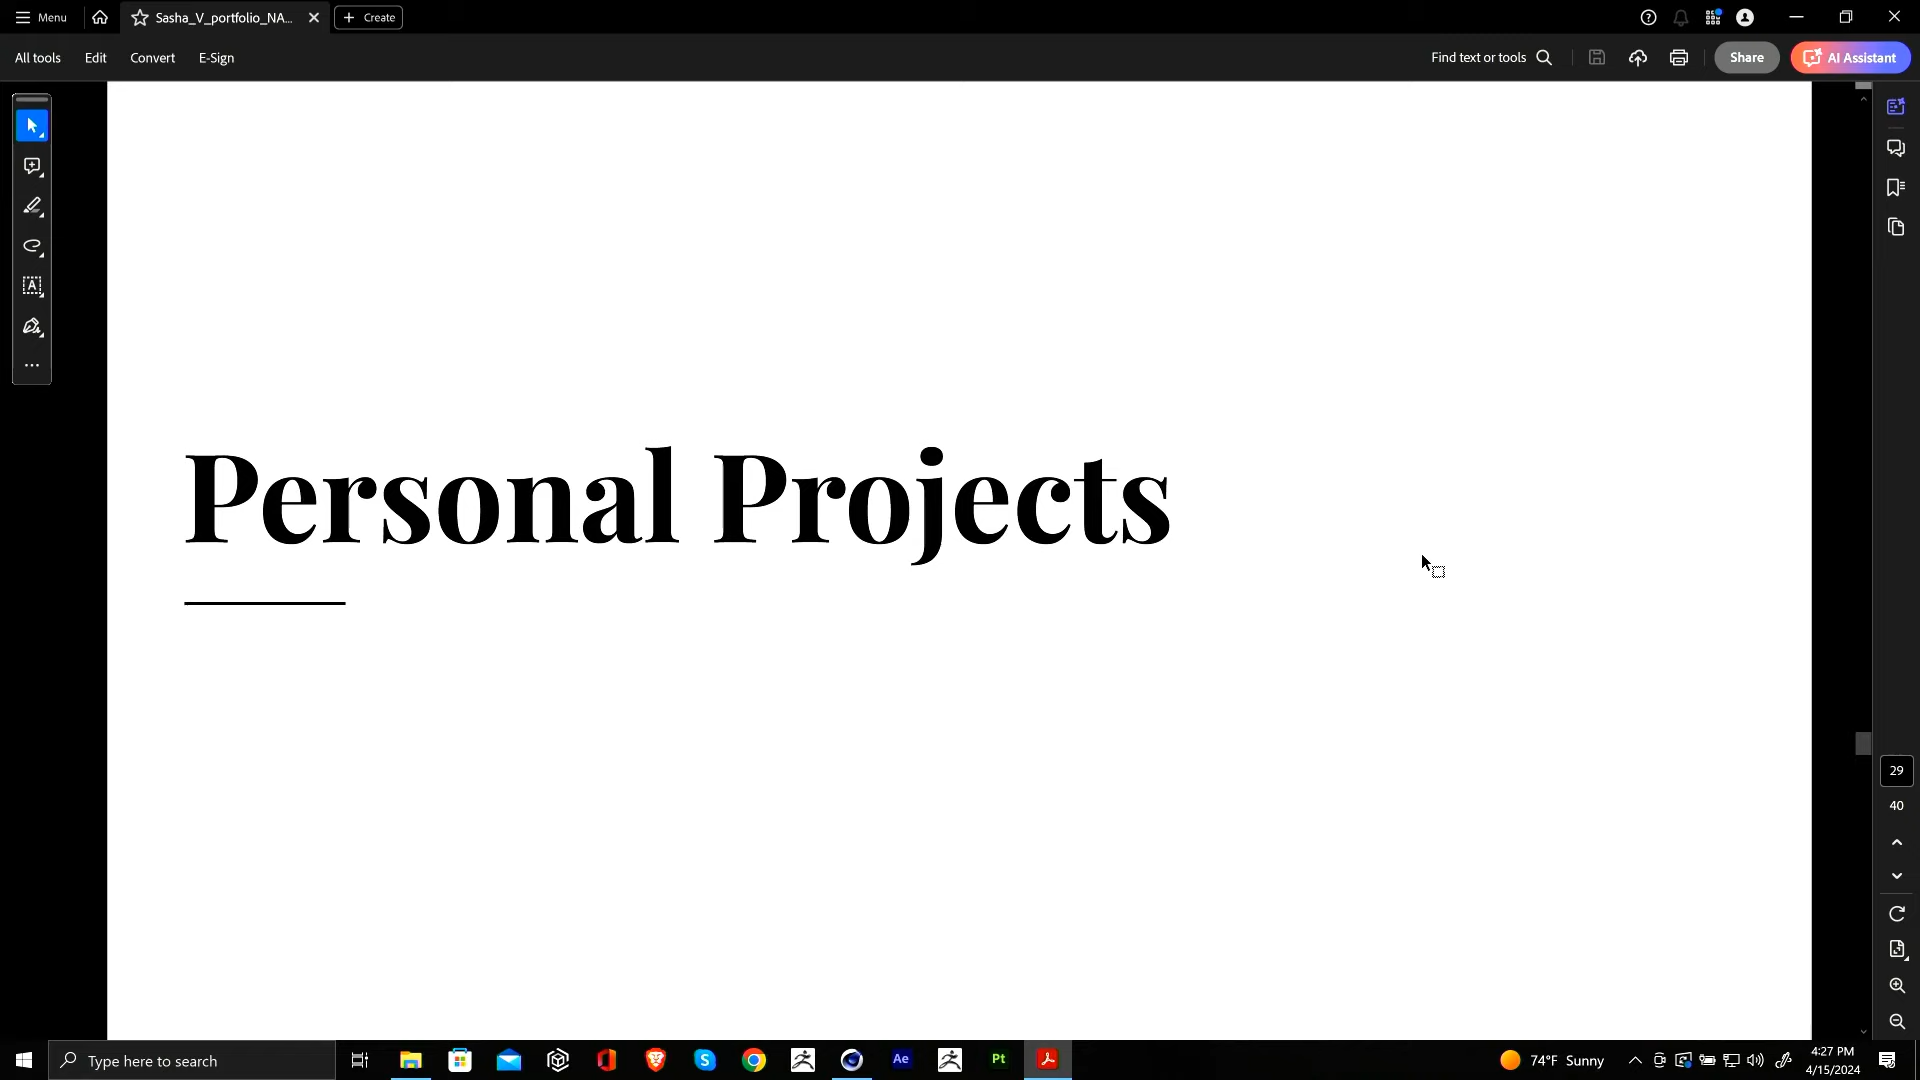 Menu
Sasha_V_portfolio_NA...
Create
All tools
Edit
Convert
E-Sign
Find text or tools
Share
AI Assistant
A
Personal Projects
29
40
Type here to search
S
Ae
Pt
74°F Sunny
4:27 PM
4/15/2024